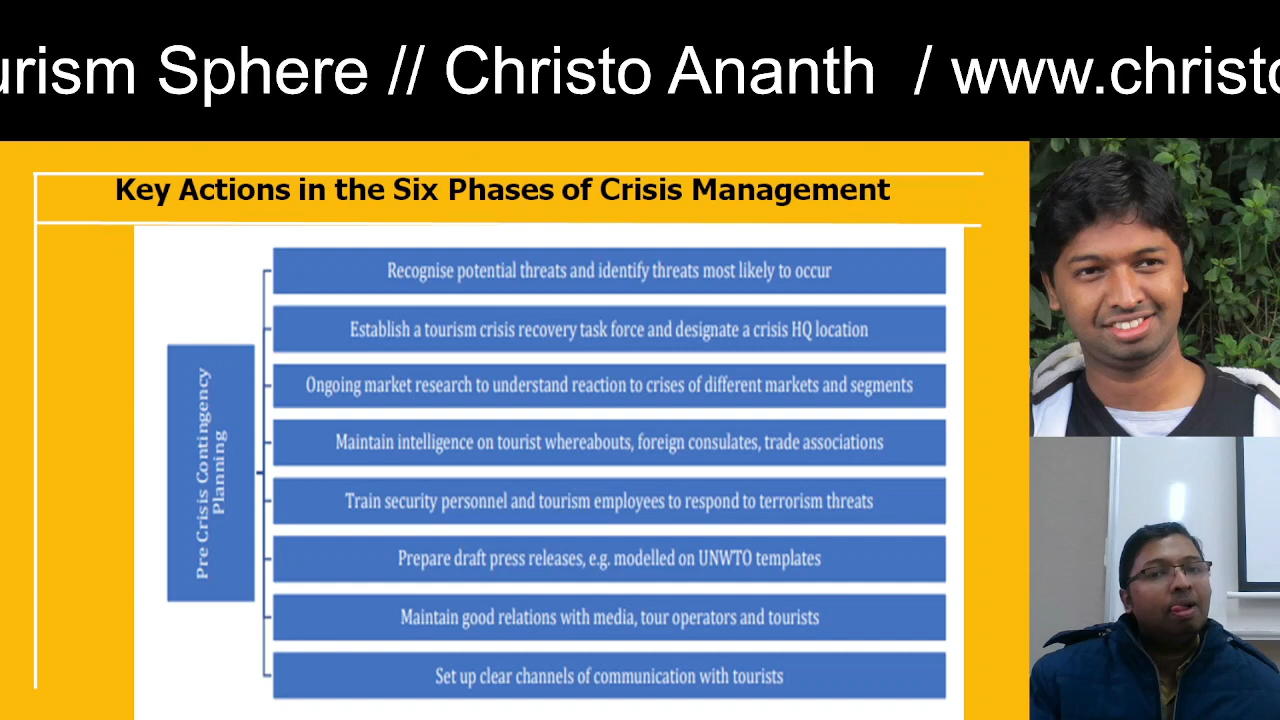 urism Sphere // Christo Ananth / www.christo
Key Actions in the Six Phases of Crisis Management
Pre Crisis Contingency
Planning
Recognise potential threats and identify threats most likely to occur
Establish a tourism crisis recovery task force and designate a crisis HQ location
Ongoing market research to understand reaction to crises of different markets and segments
Maintain intelligence on tourist whereabouts, foreign consulates, trade associations
Train security personnel and tourism employees to respond to terrorism threats
Prepare draft press releases, e.g. modelled on UNWTO templates
Maintain good relations with media, tour operators and tourists
Set up clear channels of communication with tourists